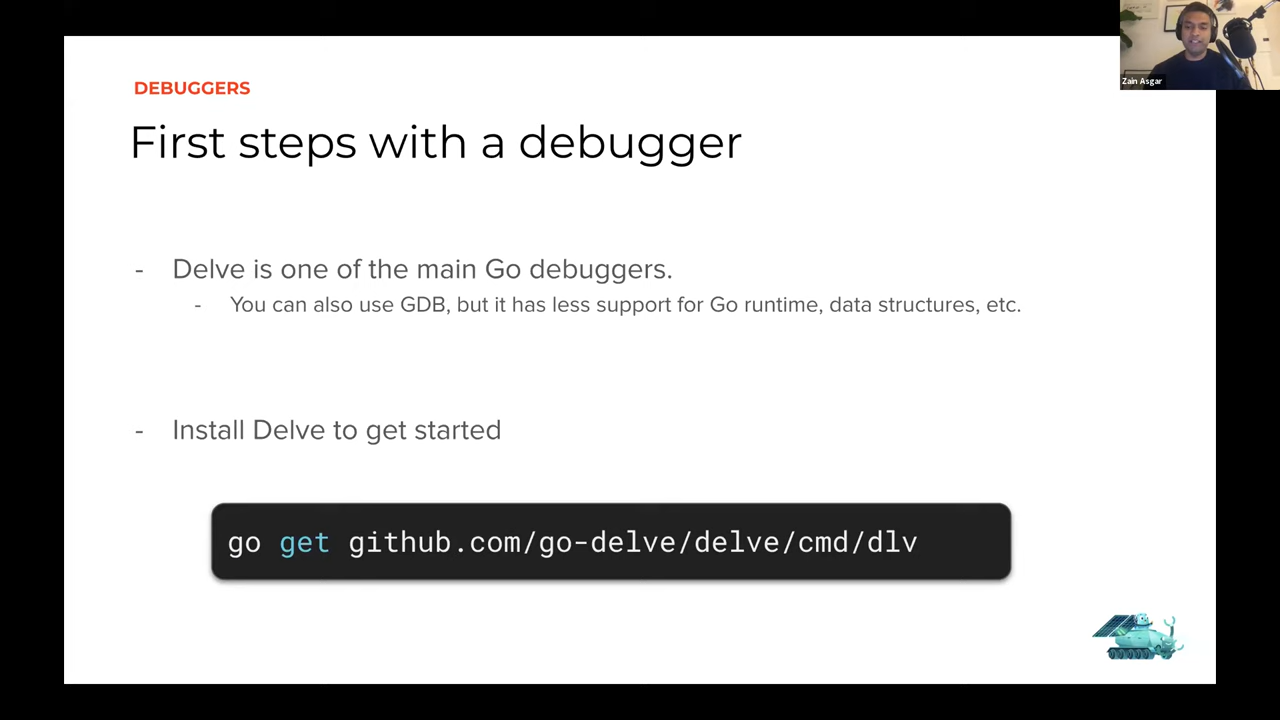 Zain Asgar
DEBUGGERS
First steps with a debugger
- Delve is one of the main Go debuggers.
- You can also use GDB, but it has less support for Go runtime, data structures, etc.
- Install Delve to get started
go get github.com/go-delve/delve/cmd/dlv